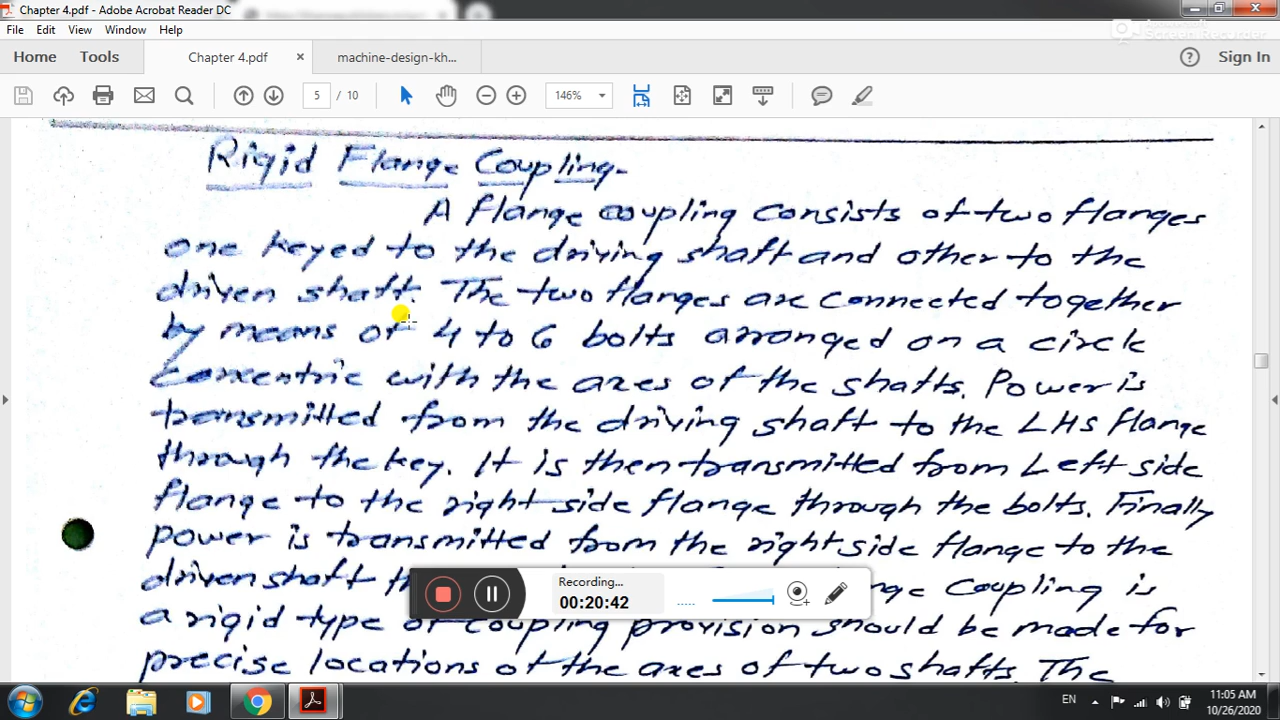 Chapter 4.pdf - Adobe Acrobat Reader DC
File Edit View Window Help
Screen Recorder
Home Tools Chapter 4.pdf × machine-design-kh... Sign In
5 / 10 146%
Rigid Flange Coupling.
A flange coupling consists of two flanges
one keyed to the driving shaft and other to the
driven shaft. The two flanges are connected together
by means of 4 to 6 bolts arranged on a circle
concentric with the axes of the shafts. Power is
transmitted from the driving shaft to the LHS flange
through the key. It is then transmitted from Left side
flange to the right side flange through the bolts. Finally
power is transmitted from the right side flange to the
driven shaft Coupling is
a rigid type of coupling provision should be made for
precise locations of the axes of two shafts. The
Recording...
00:20:42
EN 11:05 AM
10/26/2020